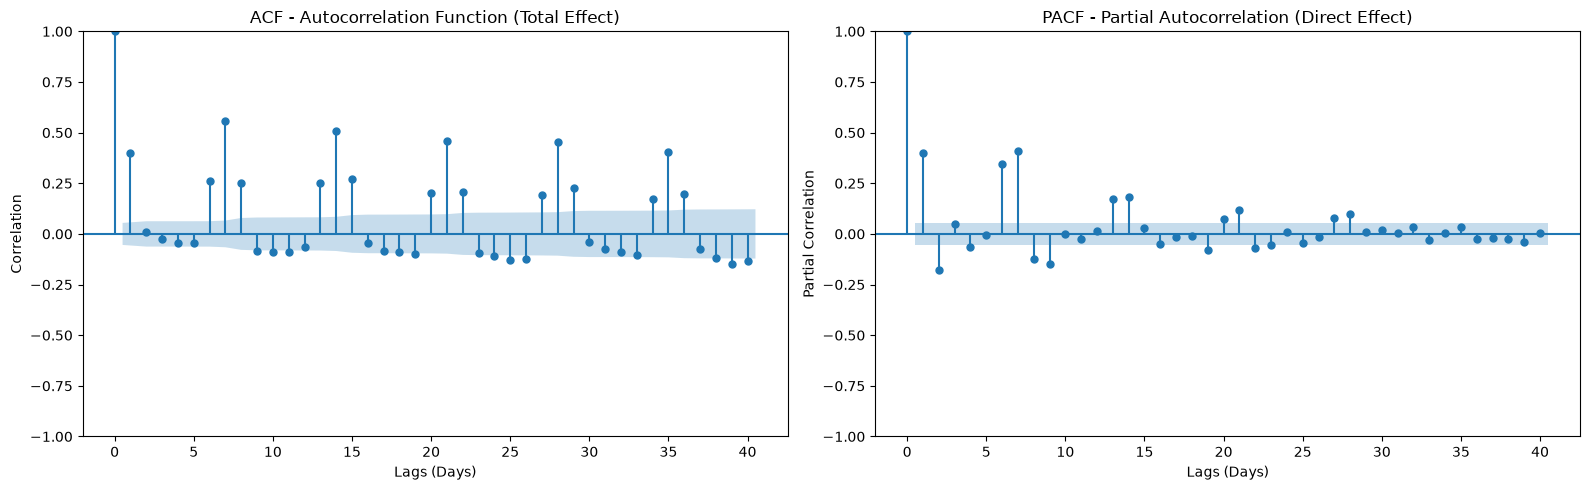 ACF - Autocorrelation Function (Total Effect)
1.00
0.75
0.50
0.25
0.00
−0.25
−0.50
−0.75
−1.00
Correlation
0 5 10 15 20 25 30 35 40
Lags (Days)
PACF - Partial Autocorrelation (Direct Effect)
1.00
0.75
0.50
0.25
0.00
−0.25
−0.50
−0.75
−1.00
Partial Correlation
0 5 10 15 20 25 30 35 40
Lags (Days)